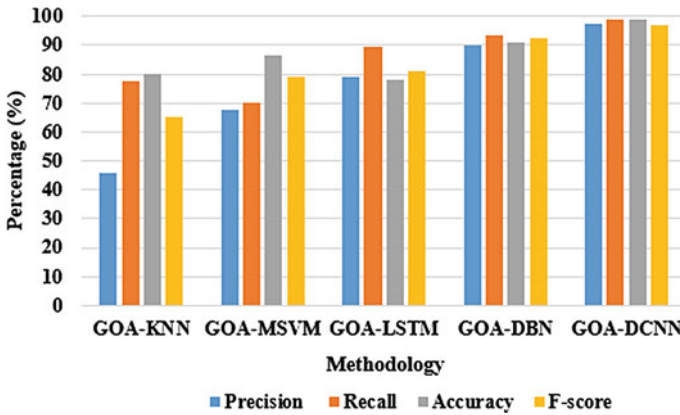 100
90
80
70
60
50
40
30
20
10
0
Percentage (%)
GOA-KNN GOA-MSVM GOA-LSTM GOA-DBN GOA-DCNN
Methodology
Precision Recall Accuracy F-score